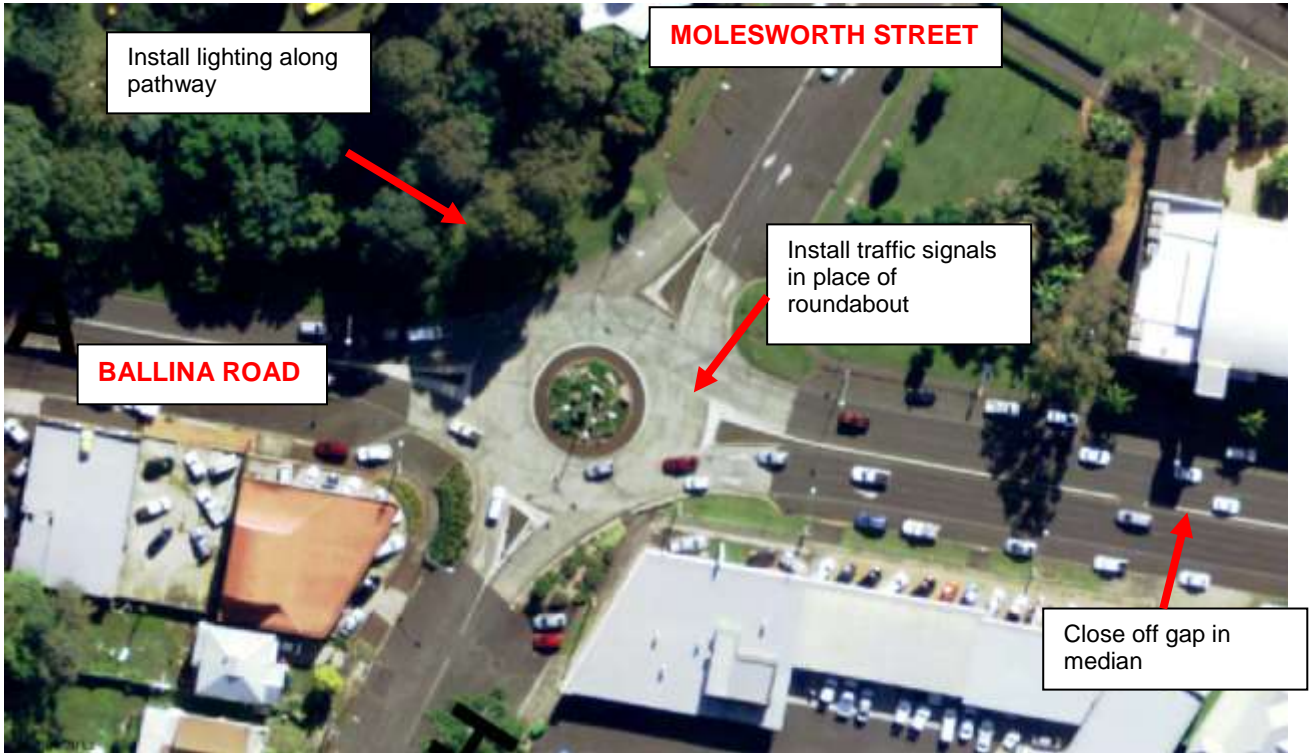 Install lighting along
pathway
MOLESWORTH STREET
Install traffic signals
in place of
roundabout
BALLINA ROAD
Close off gap in
median